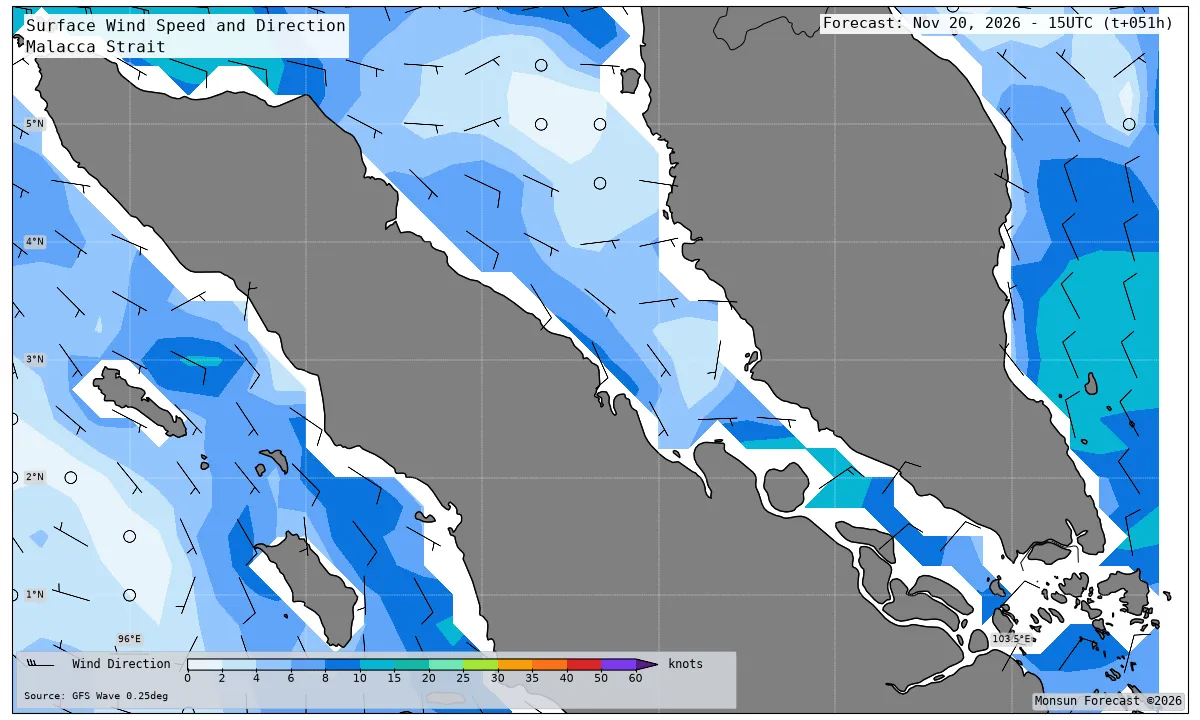 Surface Wind Speed and Direction
Malacca Strait
Forecast: Nov 20, 2026 - 15UTC (t+051h)
5°N
4°N
3°N
2°N
1°N
96°E
103.5°E
Wind Direction
0 2 4 6 8 10 15 20 25 30 35 40 50 60
knots
Source: GFS Wave 0.25deg
Monsun Forecast ©2026